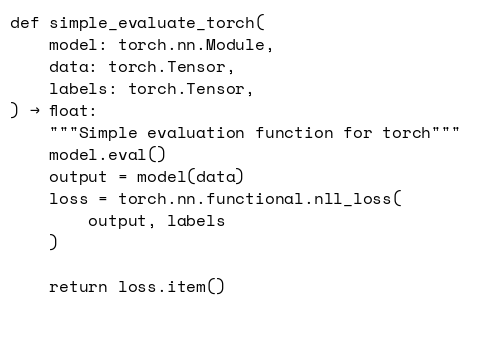 def simple_evaluate_torch(
    model: torch.nn.Module,
    data: torch.Tensor,
    labels: torch.Tensor,
) → float:
    """Simple evaluation function for torch"""
    model.eval()
    output = model(data)
    loss = torch.nn.functional.nll_loss(
        output, labels
    )

    return loss.item()